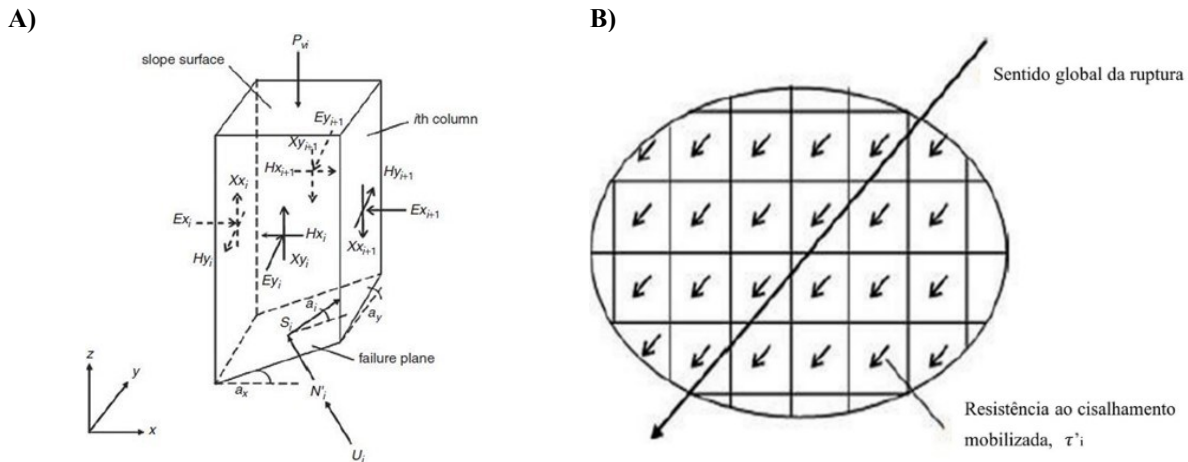 A)
B)
P_vi
slope surface
ith column
Ey_i+1
Xy_i+1
Hx_i+1
Hy_i+1
Xx_i
Ex_i
Ex_i+1
Hx_i
Xx_i+1
Hy_i
Xy_i
Ey_i
a_i
a_y
S_i
failure plane
a_x
N'_i
U_i
z
y
x
Sentido global da ruptura
Resistência ao cisalhamento
mobilizada, τ'i